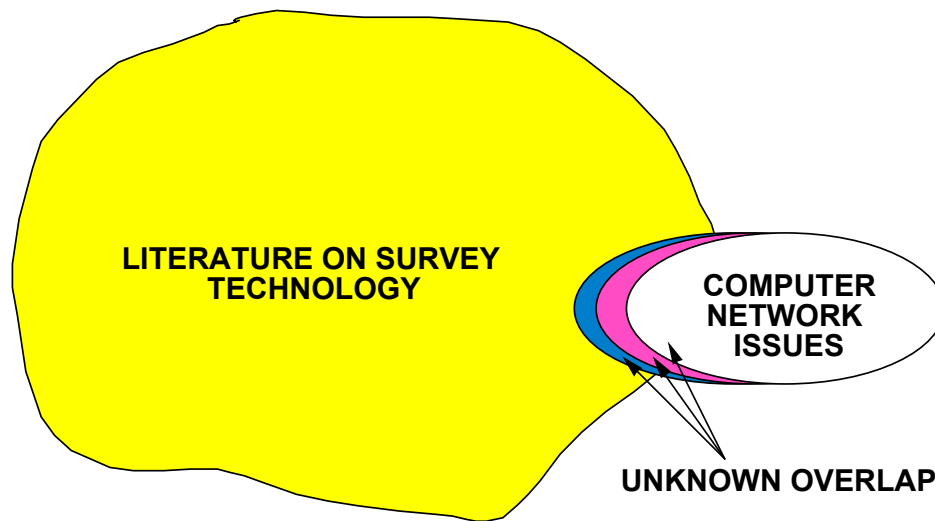 LITERATURE ON SURVEY
TECHNOLOGY
COMPUTER
NETWORK
ISSUES
UNKNOWN OVERLAP